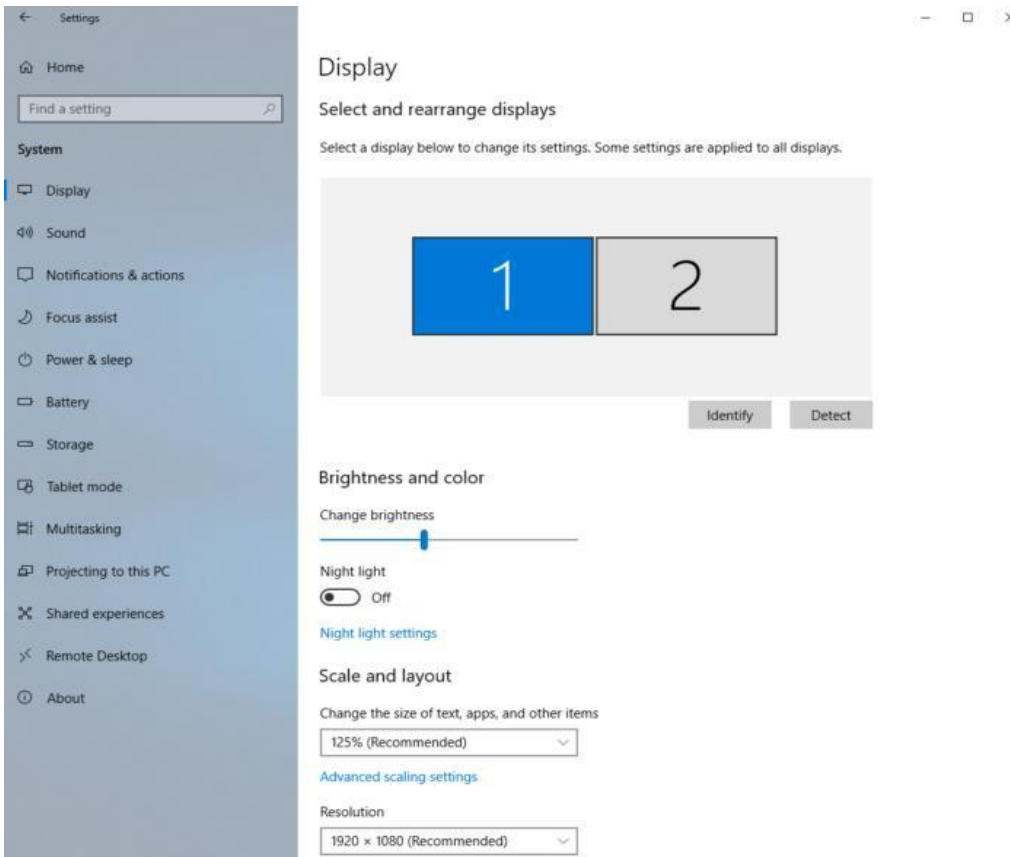 Settings
Home
Find a setting
System
Display
Sound
Notifications & actions
Focus assist
Power & sleep
Battery
Storage
Tablet mode
Multitasking
Projecting to this PC
Shared experiences
Remote Desktop
About
Display
Select and rearrange displays
Select a display below to change its settings. Some settings are applied to all displays.
1 2
Identify Detect
Brightness and color
Change brightness
Night light
Off
Night light settings
Scale and layout
Change the size of text, apps, and other items
125% (Recommended)
Advanced scaling settings
Resolution
1920 × 1080 (Recommended)